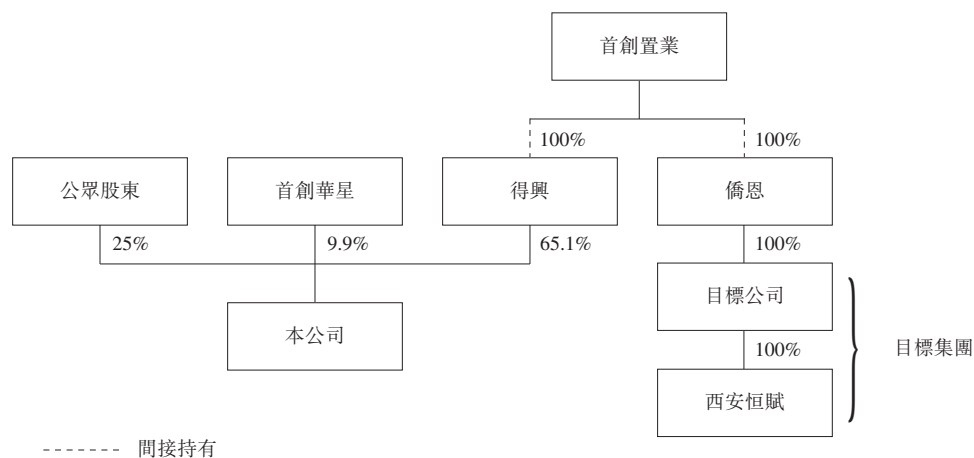 首創置業
100%
100%
公眾股東
首創華星
得興
僑恩
25%
9.9%
65.1%
100%
目標公司
本公司
100%
目標集團
西安恒賦
間接持有